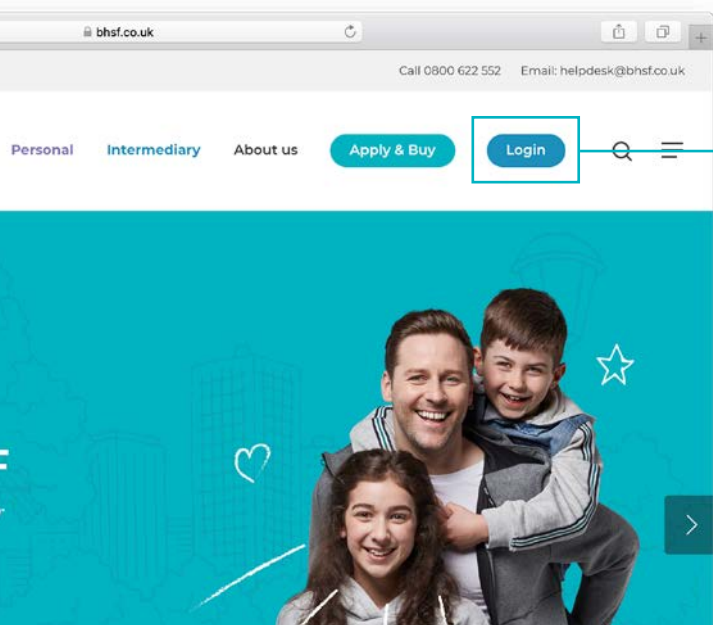 bhsf.co.uk
Call 0800 622 552 Email: helpdesk@bhsf.co.uk
Personal Intermediary About us Apply & Buy Login
F
r